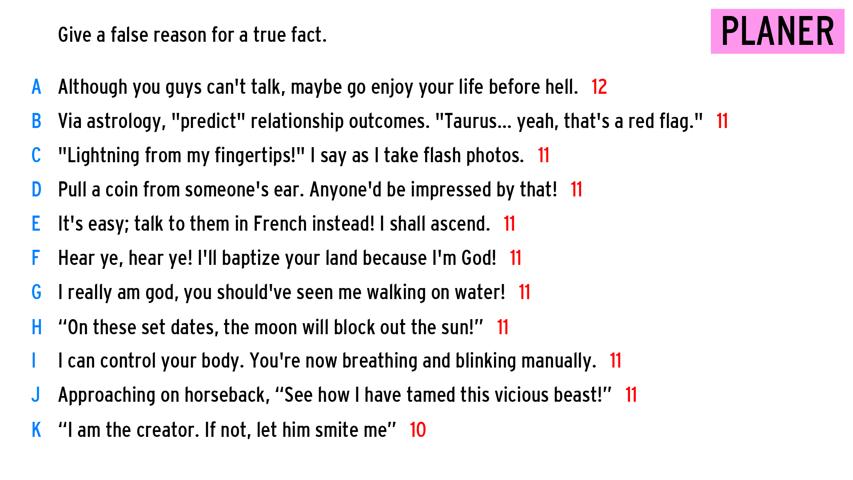 PLANER
Give a false reason for a true fact.
A Although you guys can't talk, maybe go enjoy your life before hell. 12
B Via astrology, "predict" relationship outcomes. "Taurus... yeah, that's a red flag." 11
C "Lightning from my fingertips!" I say as I take flash photos. 11
D Pull a coin from someone's ear. Anyone'd be impressed by that! 11
E It's easy; talk to them in French instead! I shall ascend. 11
F Hear ye, hear ye! I'll baptize your land because I'm God! 11
G I really am god, you should've seen me walking on water! 11
H “On these set dates, the moon will block out the sun!” 11
I I can control your body. You're now breathing and blinking manually. 11
J Approaching on horseback, “See how I have tamed this vicious beast!” 11
K “I am the creator. If not, let him smite me” 10